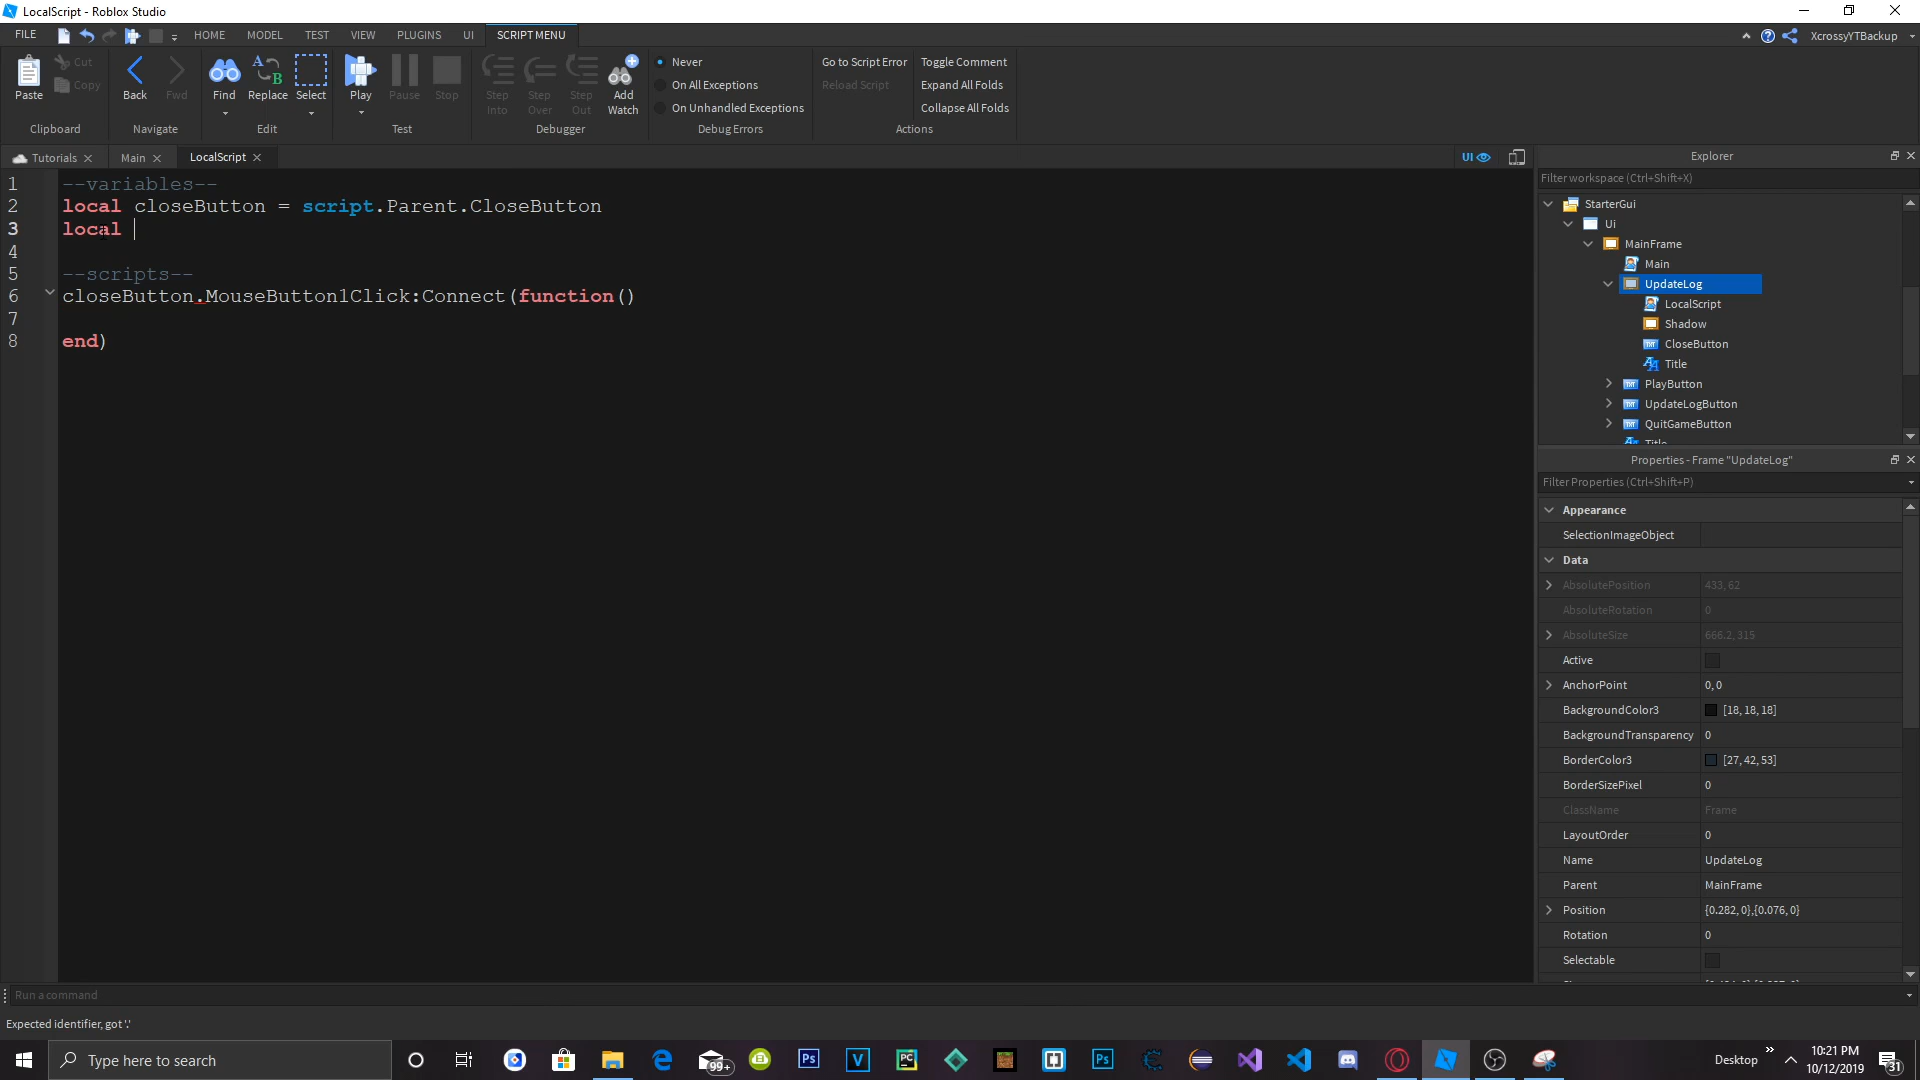 LocalScript - Roblox Studio
FILE HOME MODEL TEST VIEW PLUGINS UI SCRIPT MENU XcrossyYTBackup
Paste Cut Copy Back Fwd Find Replace Select Play Pause Stop Step Into Step Over Step Out Add Watch
Never
On All Exceptions
On Unhandled Exceptions
Go to Script Error
Reload Script
Toggle Comment
Expand All Folds
Collapse All Folds
Clipboard Navigate Edit Test Debugger Debug Errors Actions
Tutorials Main LocalScript UI
1 --variables--
2 local closeButton = script.Parent.CloseButton
3 local
4
5 --scripts--
6 closeButton.MouseButton1Click:Connect(function()
7
8 end)
Explorer
Filter workspace (Ctrl+Shift+X)
StarterGui
Ui
MainFrame
Main
UpdateLog
LocalScript
Shadow
CloseButton
Title
PlayButton
UpdateLogButton
QuitGameButton
Title
Properties - Frame "UpdateLog"
Filter Properties (Ctrl+Shift+P)
Appearance
SelectionImageObject
Data
AbsolutePosition 433, 62
AbsoluteRotation 0
AbsoluteSize 666.2, 315
Active
AnchorPoint 0, 0
BackgroundColor3 [18, 18, 18]
BackgroundTransparency 0
BorderColor3 [27, 42, 53]
BorderSizePixel 0
ClassName Frame
LayoutOrder 0
Name UpdateLog
Parent MainFrame
Position {0.282, 0},{0.076, 0}
Rotation 0
Selectable
Run a command
Expected identifier, got '.'
Type here to search
99+ Ps V PC Ps
Desktop
10:21 PM
10/12/2019
31